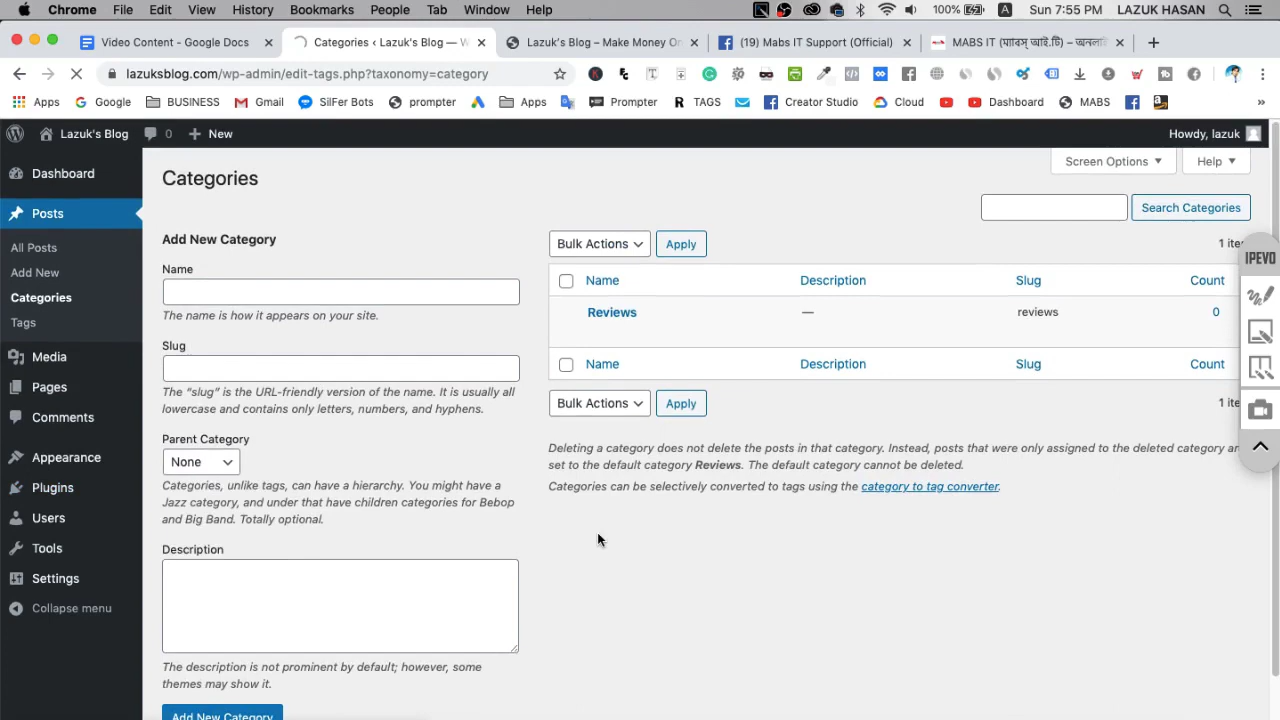 Chrome File Edit View History Bookmarks People Tab Window Help 100% A Sun 7:55 PM LAZUK HASAN
Video Content - Google Docs
Categories ‹ Lazuk's Blog — W
Lazuk's Blog – Make Money On
(19) Mabs IT Support (Official)
MABS IT (ম্যাবস্ আই.টি) – অনলাই
lazuksblog.com/wp-admin/edit-tags.php?taxonomy=category
Apps Google BUSINESS Gmail SilFer Bots prompter Apps Prompter TAGS Creator Studio Cloud Dashboard MABS
Lazuk's Blog 0 New Howdy, lazuk
Screen Options Help
Dashboard
Posts
All Posts
Add New
Categories
Tags
Media
Pages
Comments
Appearance
Plugins
Users
Tools
Settings
Collapse menu
Categories
Search Categories
Add New Category
Name
The name is how it appears on your site.
Slug
The “slug” is the URL-friendly version of the name. It is usually all
lowercase and contains only letters, numbers, and hyphens.
Parent Category
None
Categories, unlike tags, can have a hierarchy. You might have a
Jazz category, and under that have children categories for Bebop
and Big Band. Totally optional.
Description
The description is not prominent by default; however, some
themes may show it.
Add New Category
Bulk Actions Apply 1 ite
Name Description Slug Count
Reviews — reviews 0
Name Description Slug Count
Bulk Actions Apply 1 ite
Deleting a category does not delete the posts in that category. Instead, posts that were only assigned to the deleted category ar
set to the default category Reviews. The default category cannot be deleted.
Categories can be selectively converted to tags using the category to tag converter.
IPEVO